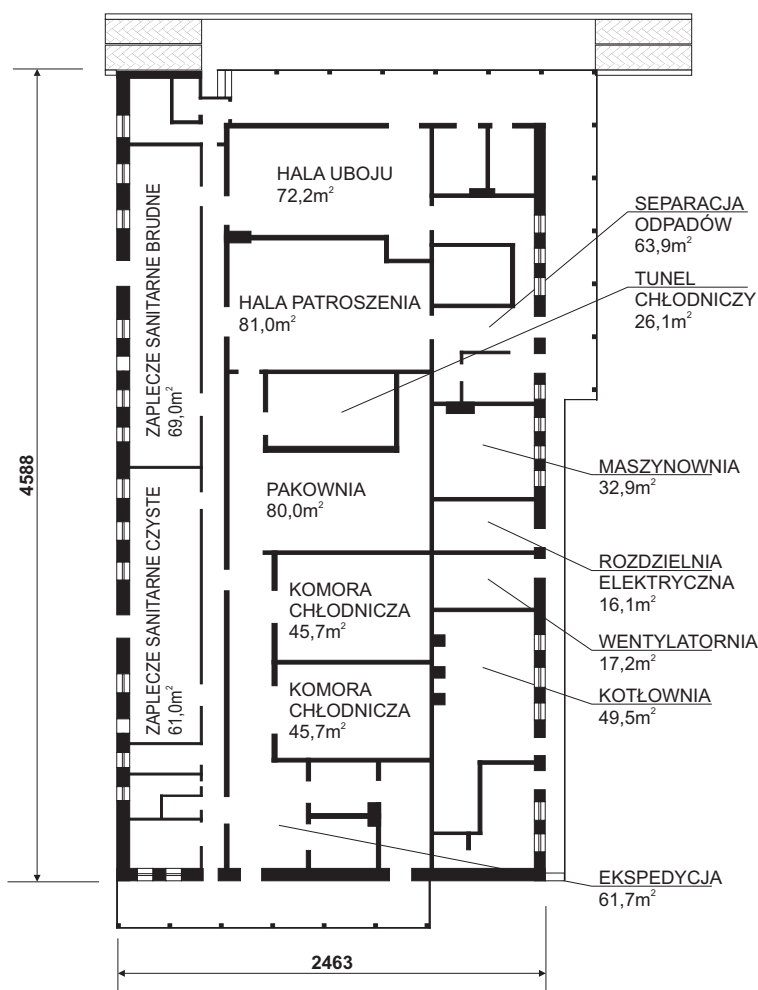 HALA UBOJU
72,2m²
SEPARACJA
ODPADÓW
63,9m²
TUNEL
CHŁODNICZY
26,1m²
HALA PATROSZENIA
81,0m²
ZAPLECZE SANITARNE BRUDNE
69,0m²
MASZYNOWNIA
32,9m²
PAKOWNIA
80,0m²
4588
ZAPLECZE SANITARNE CZYSTE
61,0m²
ROZDZIELNIA
ELEKTRYCZNA
16,1m²
KOMORA
CHŁODNICZA
45,7m²
WENTYLATORNIA
17,2m²
KOMORA
CHŁODNICZA
45,7m²
KOTŁOWNIA
49,5m²
EKSPEDYCJA
61,7m²
2463